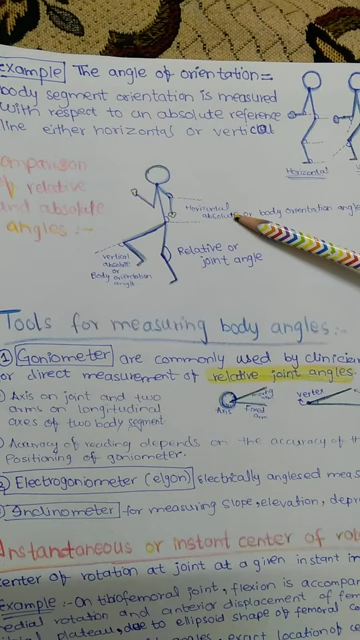 Example The angle of orientation =
body segment orientation is measured
with respect to an absolute reference
line either horizontal or vertical
Horizontal
Comparison
of relative
and absolute
angles :-
Horizontal
absolute or body orientation angle
Relative or
joint angle
Vertical
absolute
or
Body orientation
angle
Tools for measuring body angles:-
① Goniometer are commonly used by clinician
for direct measurement of relative joint angles.
Axis on joint and two
arms on longitudinal
axes of two body segment
Axis
Fixed
arm
Verter
Accuracy of reading depends on the accuracy of th
Positioning of goniometer.
Electrogoniometer (elgon) electrically anglesed meas
Inclinometer - for measuring slope, elevation, depr
Instantaneous or instant center of rot
center of rotation at joint at a given instant in
Example :- On tibiofemoral joint, flexion is accompa
medial rotation and anterior displacement of fem
plateau, due to ellipsoid shape of femoral co
location of